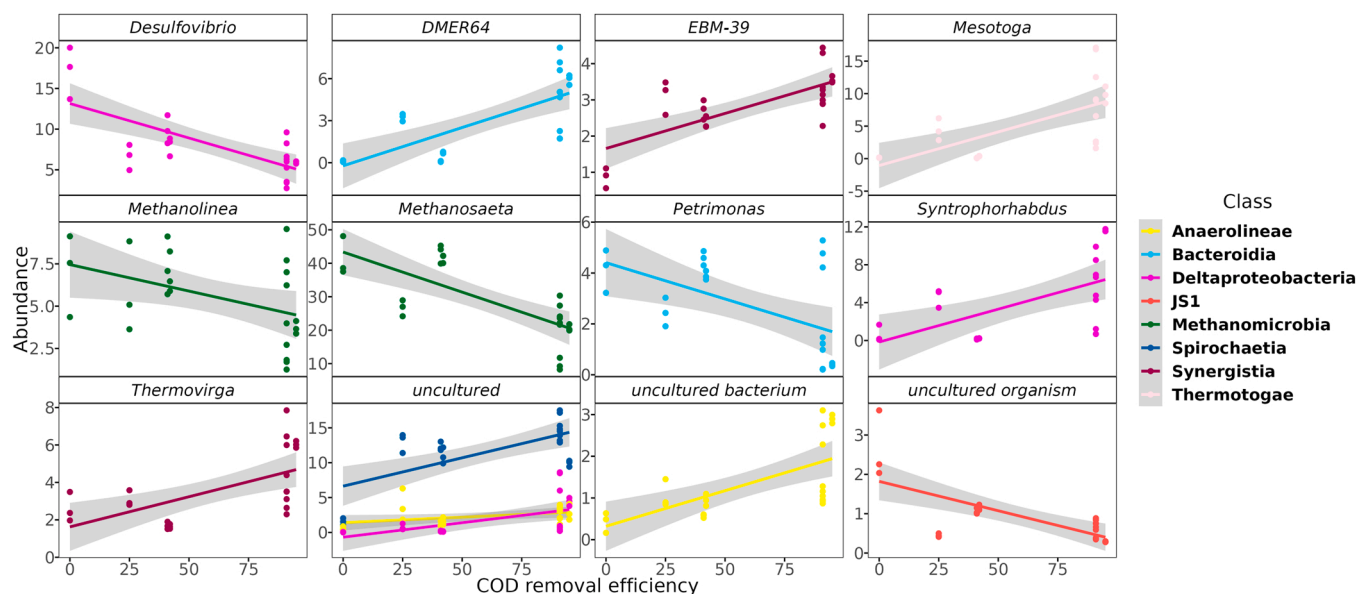 Desulfovibrio DMER64 EBM-39 Mesotoga
20 15 10 5
6 3 0
4 3 2 1
15 10 5 0 -5
Methanolinea Methanosaeta Petrimonas Syntrophorhabdus
7.5 5.0 2.5
50 40 30 20 10
6 4 2 0
12 8 4 0
Thermovirga uncultured uncultured bacterium uncultured organism
8 6 4 2 0
15 10 5 0
3 2 1 0
3 2 1 0
0 25 50 75 0 25 50 75 0 25 50 75 0 25 50 75
COD removal efficiency
Abundance
Class
Anaerolineae
Bacteroidia
Deltaproteobacteria
JS1
Methanomicrobia
Spirochaetia
Synergistia
Thermotogae